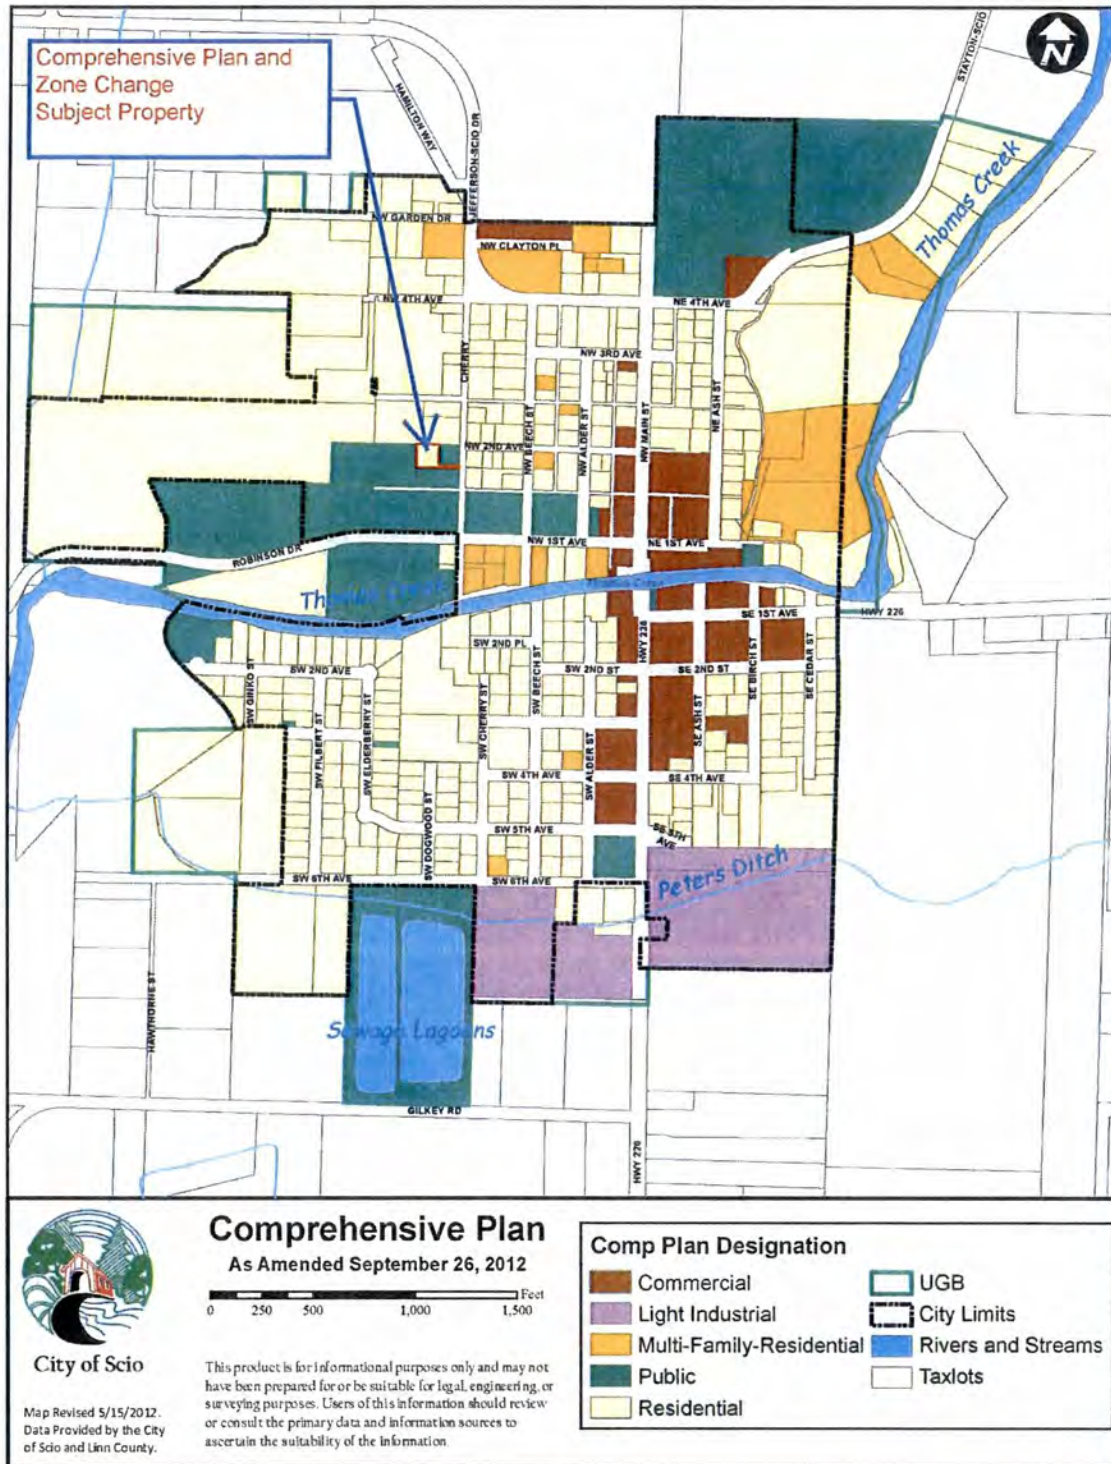 Comprehensive Plan and
Zone Change
Subject Property
N
STAYTON-SCIO
HAMILTON WAY
JEFFERSON-SCIO DR
Thomas Creek
NW GARDEN DR
NW CLAYTON PL
NW 4TH AVE
NE 4TH AVE
NW 3RD AVE
CHERRY
NE ASH ST
NW BEECH ST
NW ALDER ST
NW MAIN ST
NW 2ND AVE
NW 1ST AVE
NE 1ST AVE
ROBINSON DR
Thomas Creek
Thomas Creek
SE 1ST AVE
HWY 226
HWY 226
SW 2ND PL
SW BEECH ST
SW 2ND AVE
SW 2ND ST
SE 2ND ST
SE BIRCH ST
SE CEDAR ST
SW GINKO ST
SW FILBERT ST
SW ELDERBERRY ST
SW CHERRY ST
SE ASH ST
SW ALDER ST
SW 4TH AVE
SE 4TH AVE
SW DOGWOOD ST
SW 5TH AVE
SE 5TH
AVE
Peters Ditch
SW 6TH AVE
SW 6TH AVE
HAWTHORNE ST
Sewage Lagoons
GILKEY RD
HWY 226
Comprehensive Plan
As Amended September 26, 2012
Feet
0 250 500 1,000 1,500
City of Scio
Map Revised 5/15/2012.
Data Provided by the City
of Scio and Linn County.
This product is for informational purposes only and may not
have been prepared for or be suitable for legal, engineering, or
surveying purposes. Users of this information should review
or consult the primary data and information sources to
ascertain the suitability of the information.
Comp Plan Designation
Commercial
Light Industrial
Multi-Family-Residential
Public
Residential
UGB
City Limits
Rivers and Streams
Taxlots